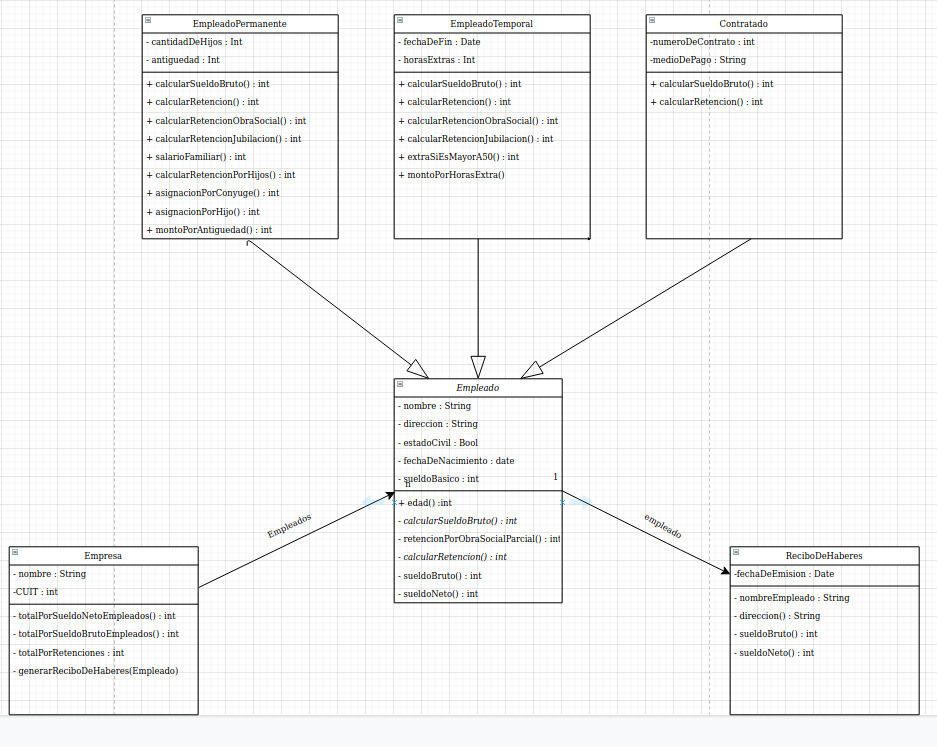 EmpleadoPermanente
- cantidadDeHijos : Int
- antiguedad : Int
+ calcularSueldoBruto() : int
+ calcularRetencion() : int
+ calcularRetencionObraSocial() : int
+ calcularRetencionJubilacion() : int
+ salarioFamiliar() : int
+ calcularRetencionPorHijos() : int
+ asignacionPorConyuge() : int
+ asignacionPorHijo() : int
+ montoPorAntiguedad() : int
EmpleadoTemporal
- fechaDeFin : Date
- horasExtras : Int
+ calcularSueldoBruto() : int
+ calcularRetencion() : int
+ calcularRetencionObraSocial() : int
+ calcularRetencionJubilacion() : int
+ extraSiEsMayorA50() : int
+ montoPorHorasExtra()
Contratado
-numeroDeContrato : int
-medioDePago : String
+ calcularSueldoBruto() : int
+ calcularRetencion() : int
Empleado
- nombre : String
- direccion : String
- estadoCivil : Bool
- fechaDeNacimiento : date
- sueldoBasico : int
n
1
+ edad() :int
- calcularSueldoBruto() : int
- retencionPorObraSocialParcial() : int
- calcularRetencion() : int
- sueldoBruto() : int
- sueldoNeto() : int
Empleados
empleado
Empresa
- nombre : String
-CUIT : int
- totalPorSueldoNetoEmpleados() : int
- totalPorSueldoBrutoEmpleados() : int
- totalPorRetenciones : int
- generarReciboDeHaberes(Empleado)
ReciboDeHaberes
-fechaDeEmision : Date
- nombreEmpleado : String
- direccion() : String
- sueldoBruto() : int
- sueldoNeto() : int